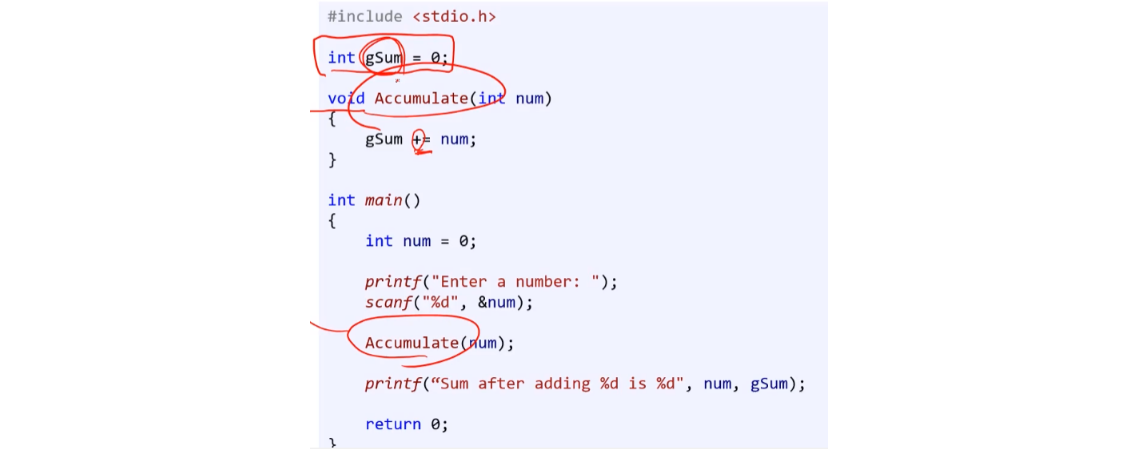 #include <stdio.h>
int gSum = 0;
void Accumulate(int num)
{
gSum += num;
}
int main()
{
int num = 0;
printf("Enter a number: ");
scanf("%d", &num);
Accumulate(num);
printf(“Sum after adding %d is %d", num, gSum);
return 0;
}